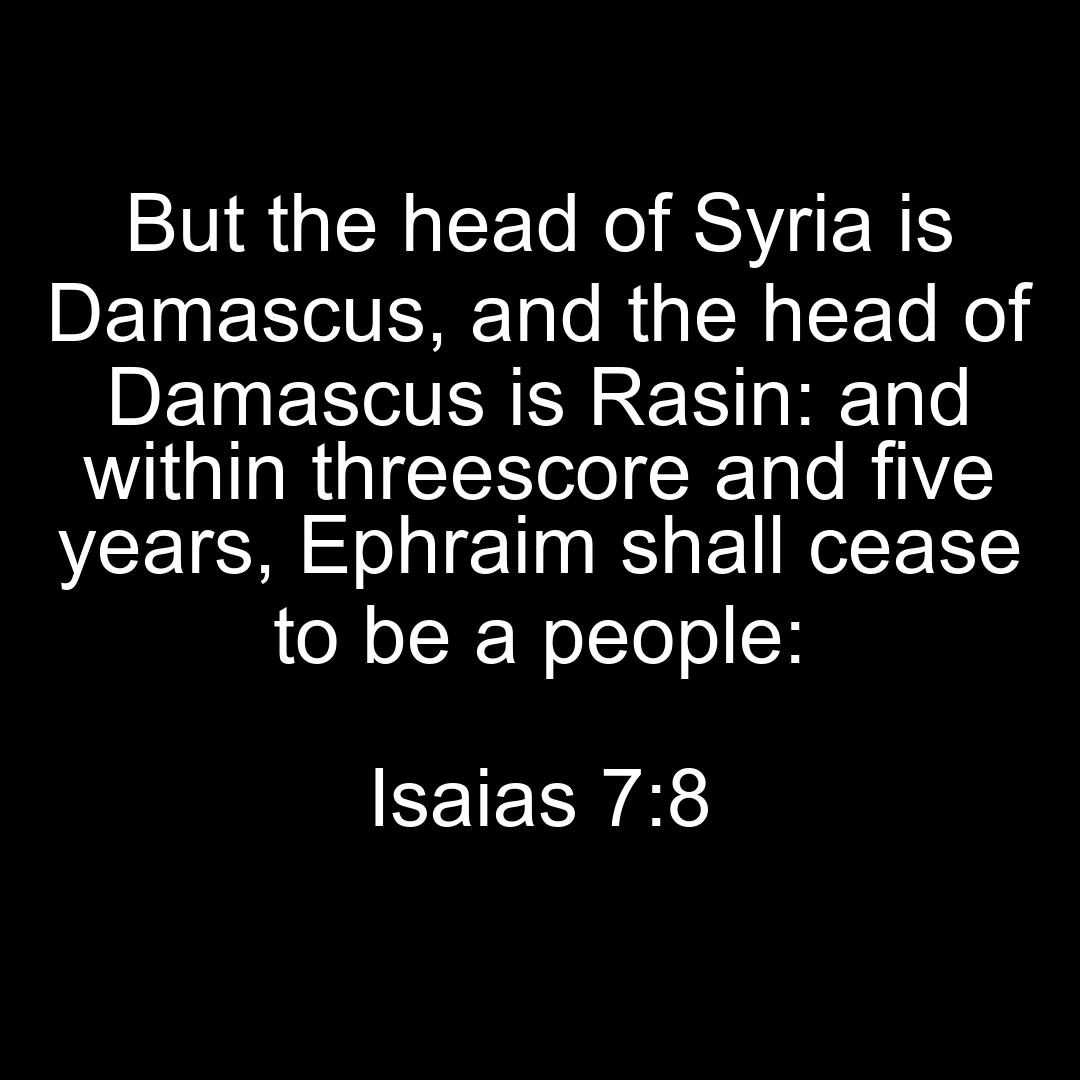 But the head of Syria is
Damascus, and the head of
Damascus is Rasin: and
within threescore and five
years, Ephraim shall cease
to be a people:
Isaias 7:8